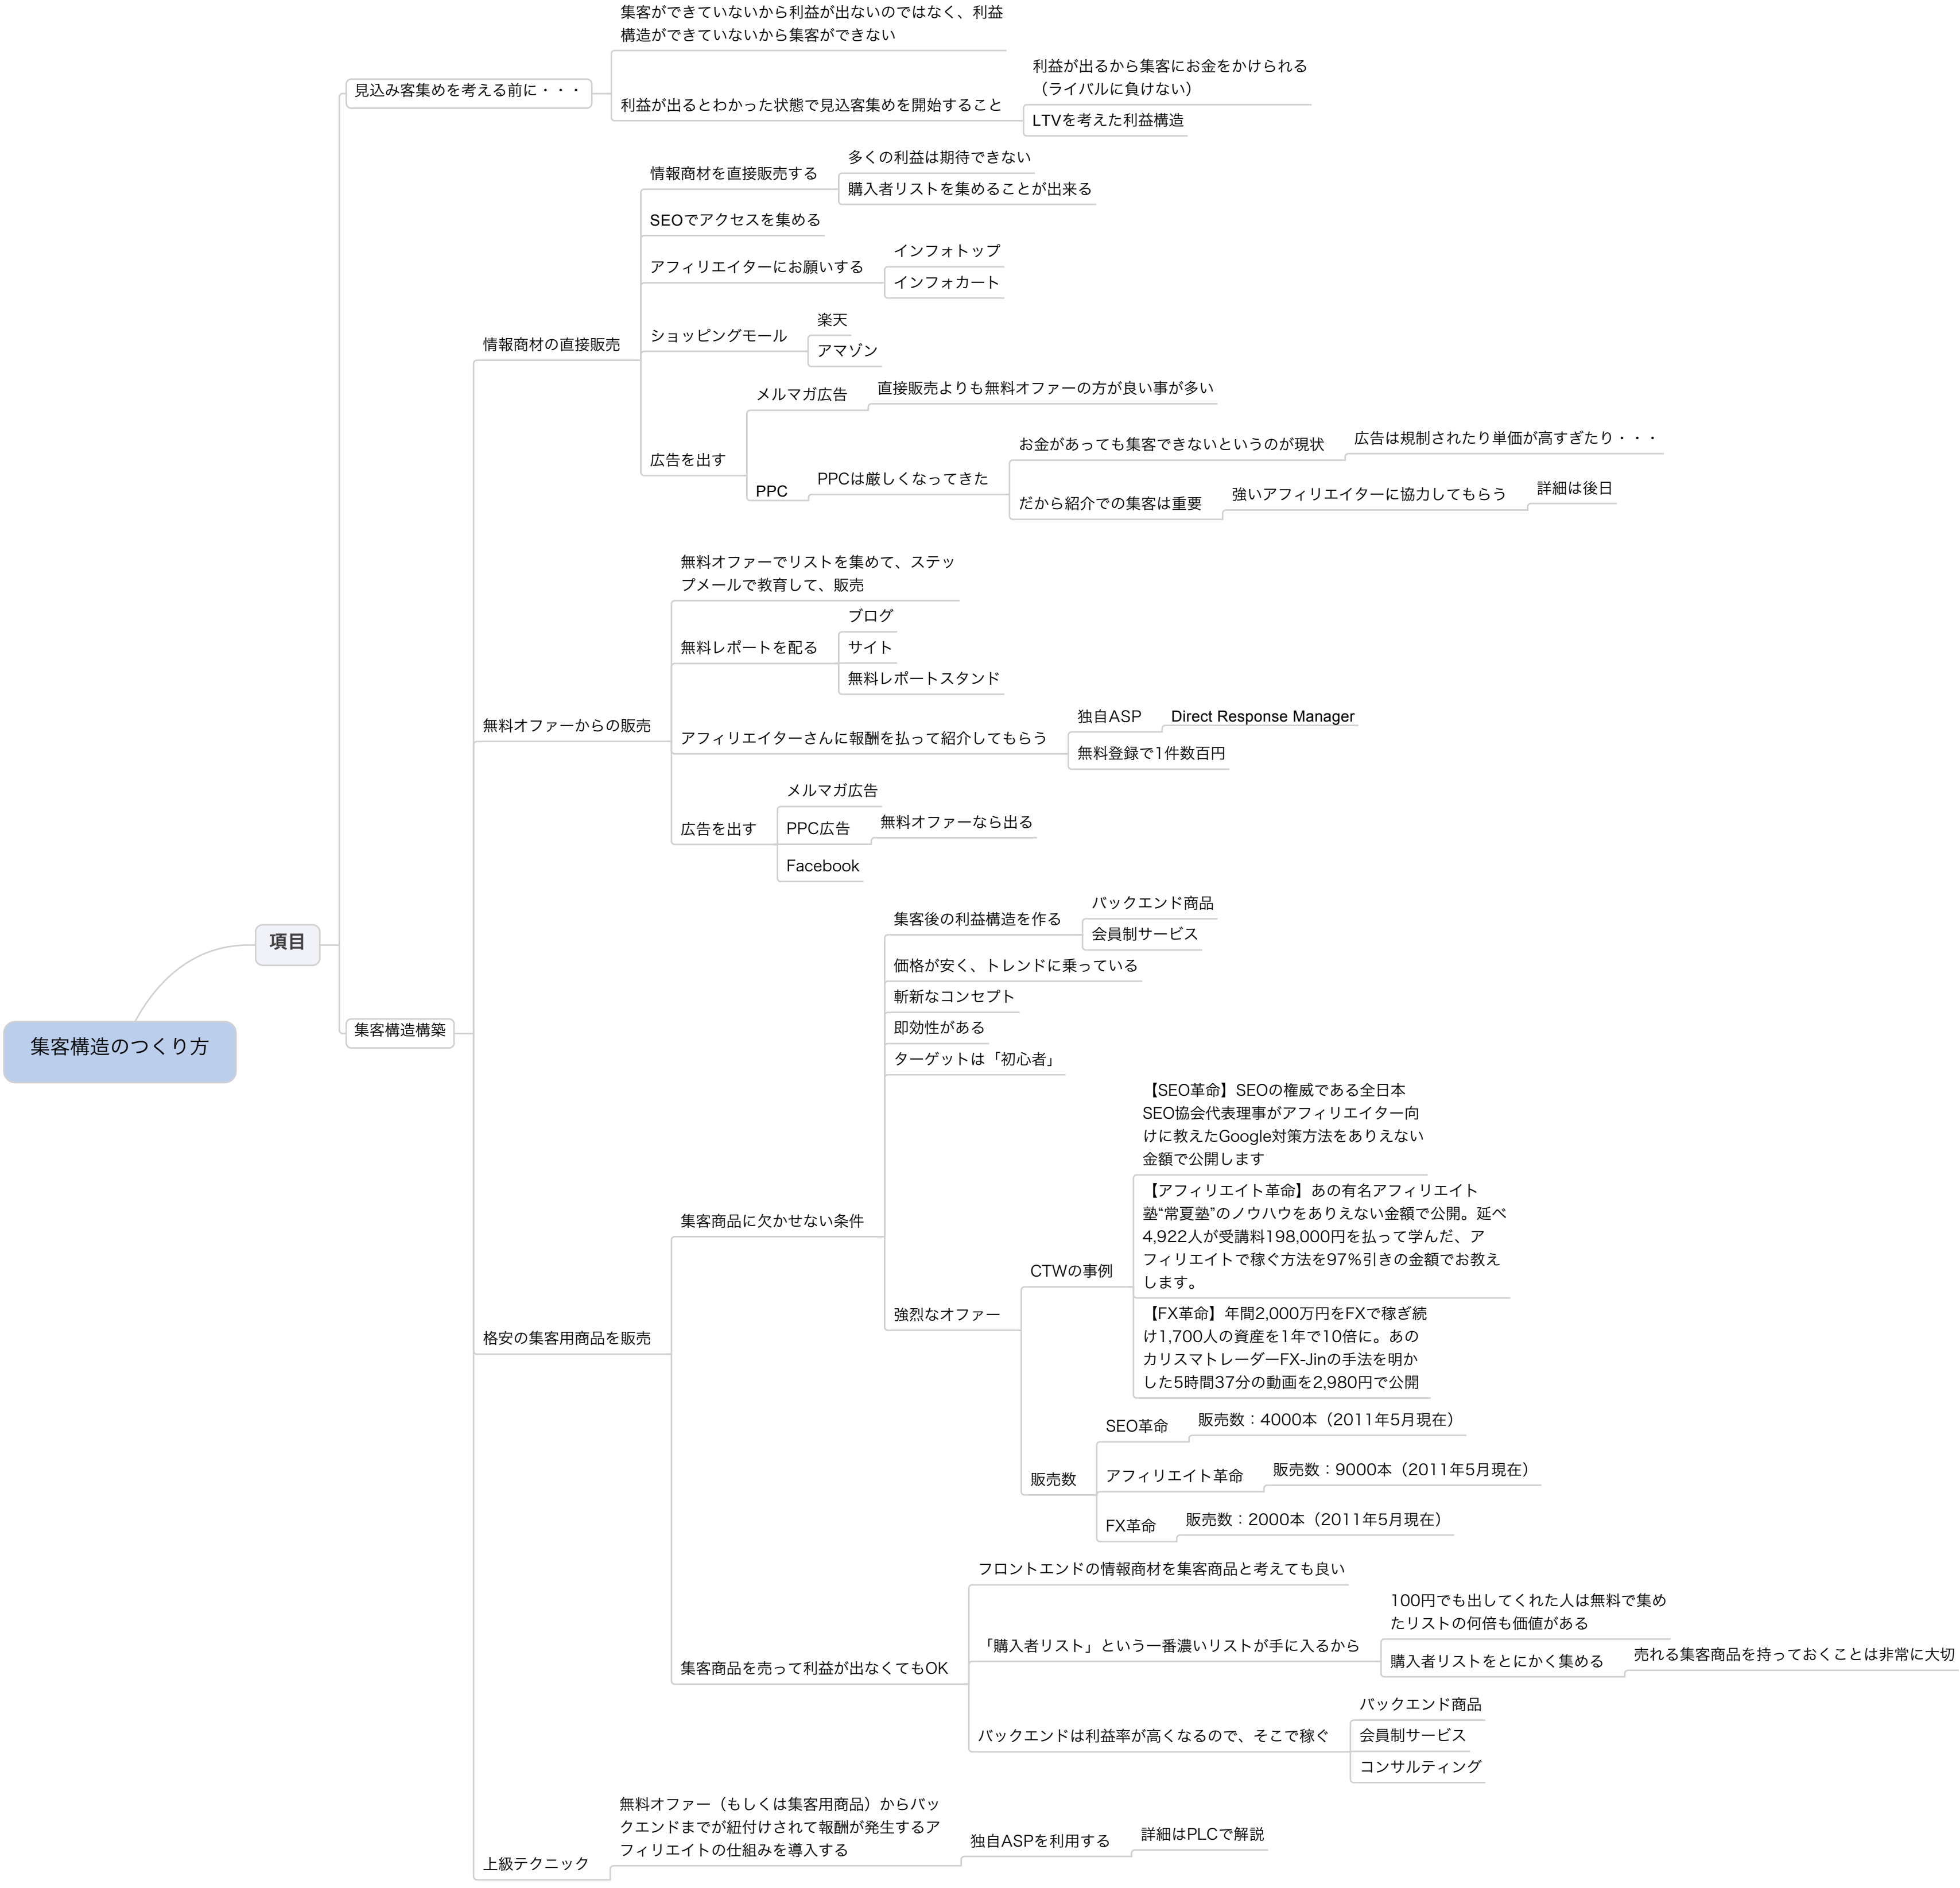 集客構造のつくり方
項目
見込み客集めを考える前に・・・
集客ができていないから利益が出ないのではなく、利益
構造ができていないから集客ができない
利益が出るとわかった状態で見込客集めを開始すること
利益が出るから集客にお金をかけられる
（ライバルに負けない）
LTVを考えた利益構造
集客構造構築
情報商材の直接販売
情報商材を直接販売する
多くの利益は期待できない
購入者リストを集めることが出来る
SEOでアクセスを集める
アフィリエイターにお願いする
インフォトップ
インフォカート
ショッピングモール
楽天
アマゾン
広告を出す
メルマガ広告
直接販売よりも無料オファーの方が良い事が多い
PPC
PPCは厳しくなってきた
お金があっても集客できないというのが現状
広告は規制されたり単価が高すぎたり・・・
だから紹介での集客は重要
強いアフィリエイターに協力してもらう
詳細は後日
無料オファーからの販売
無料オファーでリストを集めて、ステッ
プメールで教育して、販売
無料レポートを配る
ブログ
サイト
無料レポートスタンド
アフィリエイターさんに報酬を払って紹介してもらう
独自ASP
Direct Response Manager
無料登録で1件数百円
広告を出す
メルマガ広告
PPC広告
無料オファーなら出る
Facebook
格安の集客用商品を販売
集客商品に欠かせない条件
集客後の利益構造を作る
バックエンド商品
会員制サービス
価格が安く、トレンドに乗っている
斬新なコンセプト
即効性がある
ターゲットは「初心者」
強烈なオファー
CTWの事例
【SEO革命】SEOの権威である全日本
SEO協会代表理事がアフィリエイター向
けに教えたGoogle対策方法をありえない
金額で公開します
【アフィリエイト革命】あの有名アフィリエイト
塾“常夏塾”のノウハウをありえない金額で公開。延べ
4,922人が受講料198,000円を払って学んだ、ア
フィリエイトで稼ぐ方法を97％引きの金額でお教え
します。
【FX革命】年間2,000万円をFXで稼ぎ続
け1,700人の資産を1年で10倍に。あの
カリスマトレーダーFX-Jinの手法を明か
した5時間37分の動画を2,980円で公開
販売数
SEO革命
販売数：4000本（2011年5月現在）
アフィリエイト革命
販売数：9000本（2011年5月現在）
FX革命
販売数：2000本（2011年5月現在）
集客商品を売って利益が出なくてもOK
フロントエンドの情報商材を集客商品と考えても良い
「購入者リスト」という一番濃いリストが手に入るから
100円でも出してくれた人は無料で集め
たリストの何倍も価値がある
購入者リストをとにかく集める
売れる集客商品を持っておくことは非常に大切
バックエンドは利益率が高くなるので、そこで稼ぐ
バックエンド商品
会員制サービス
コンサルティング
上級テクニック
無料オファー（もしくは集客用商品）からバッ
クエンドまでが紐付けされて報酬が発生するア
フィリエイトの仕組みを導入する
独自ASPを利用する
詳細はPLCで解説